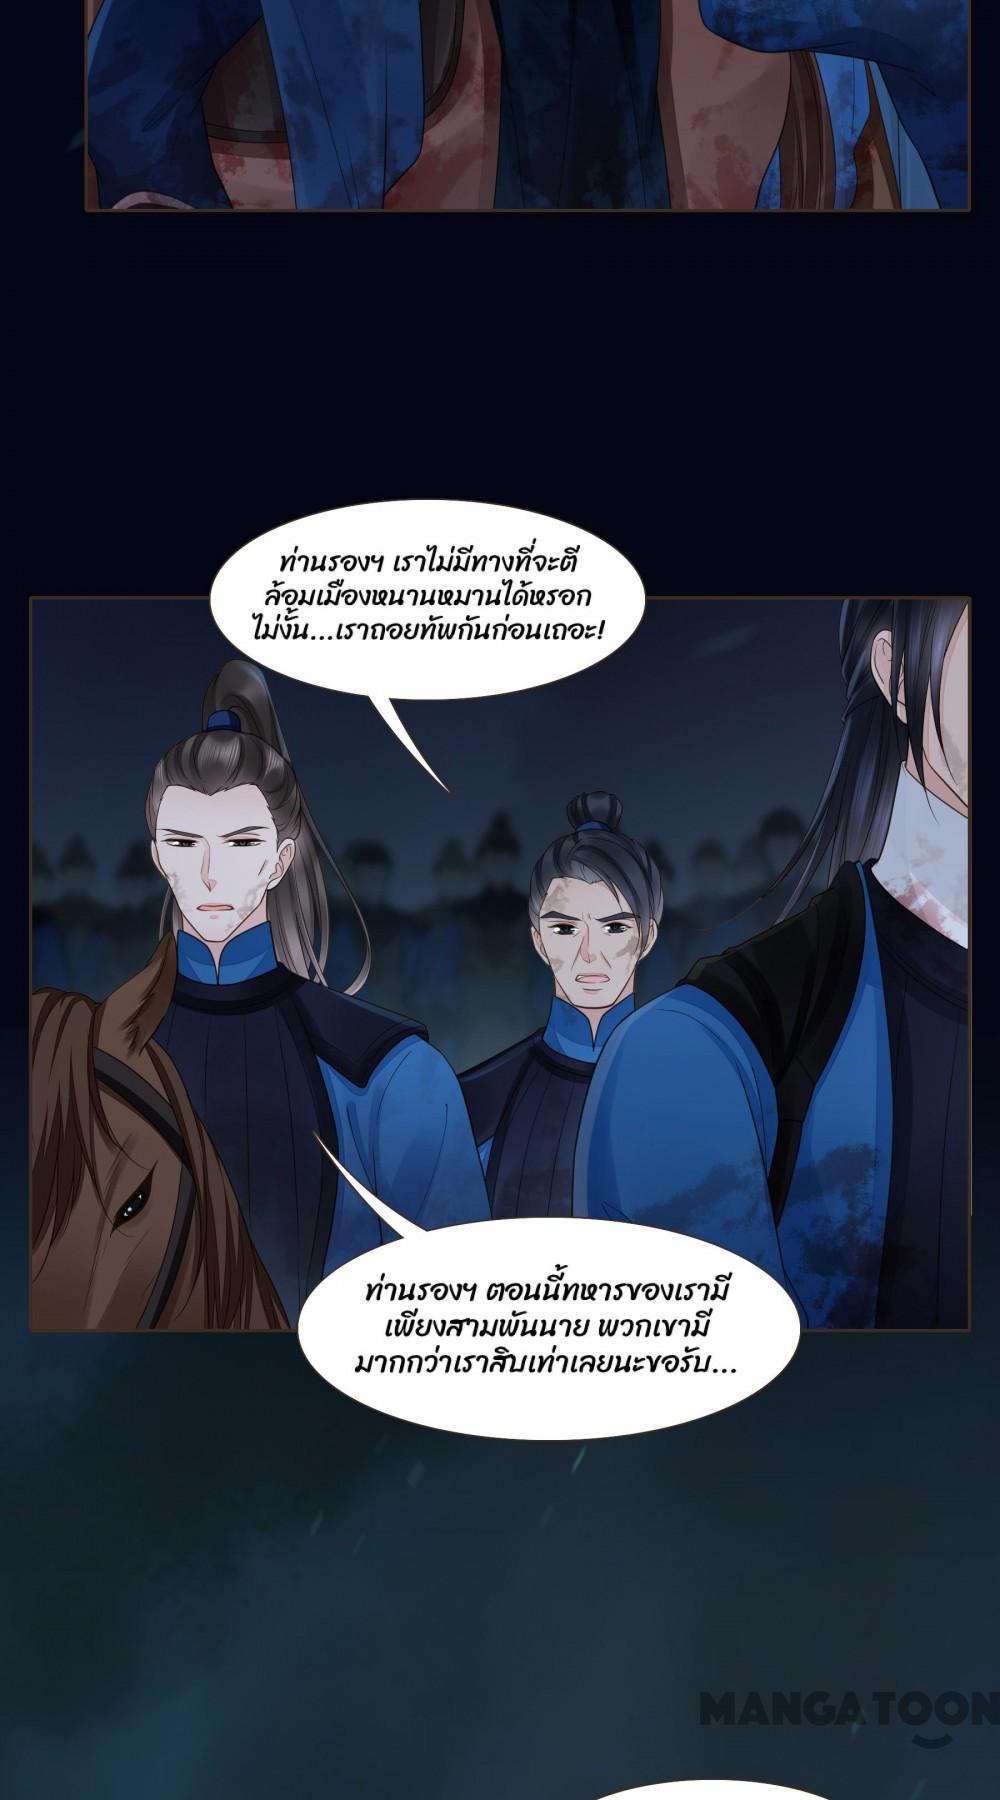 ท่านรองฯ เราไม่มีทางที่จะตี
ล้อมเมืองหนานหมานได้หรอก
ไม่งั้น...เราถอยทัพกันก่อนเถอะ!
ท่านรองฯ ตอนนี้ทหารของเรามี
เพียงสามพันนาย พวกเขามี
มากกว่าเราสิบเท่าเลยนะขอรับ...
MANGA TOON